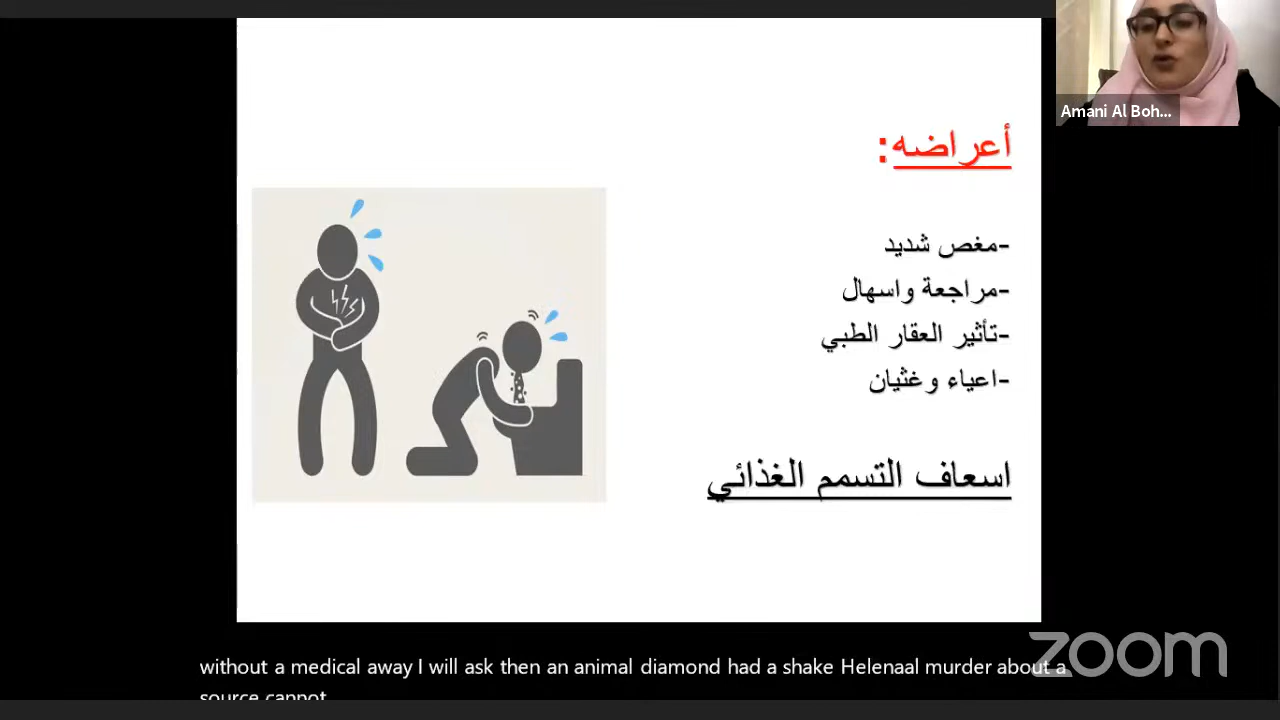 Amani Al Boh...
أعراضه:
-مغص شديد
-مراجعة واسهال
-تأثير العقار الطبي
-اعياء وغثيان
اسعاف التسمم الغذائي
zoom
without a medical away I will ask then an animal diamond had a shake Helenaal murder about a
source cannot